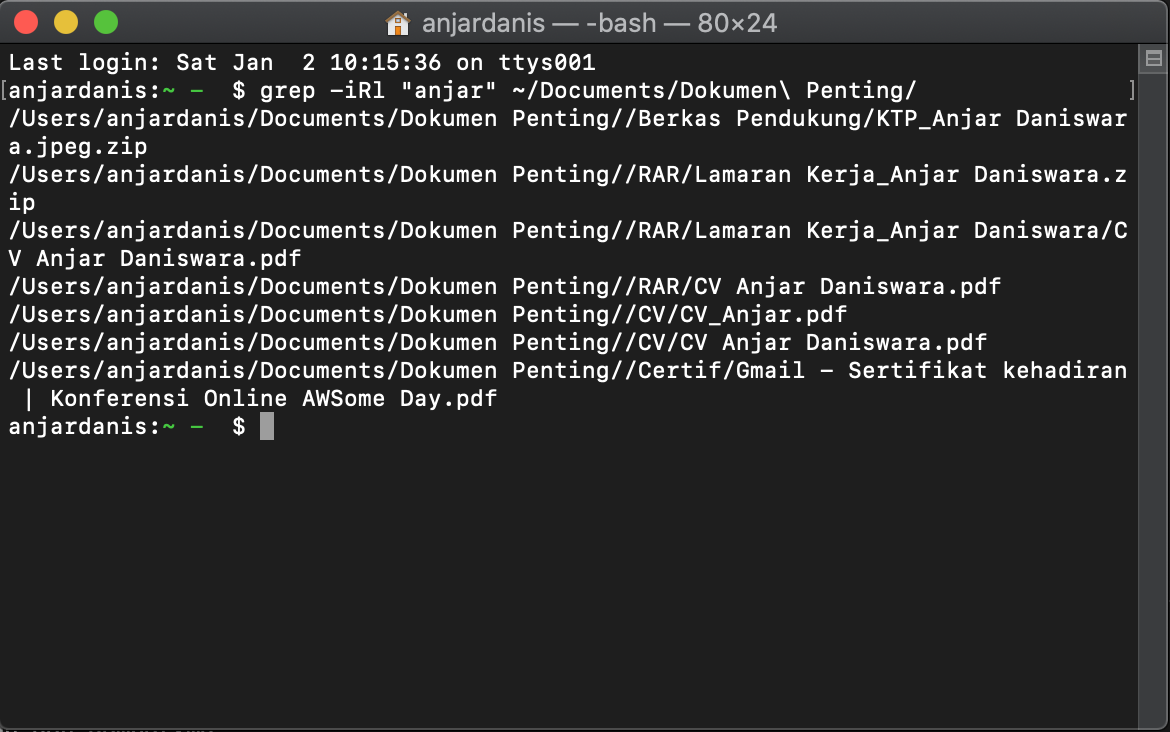 anjardanis — -bash — 80×24
Last login: Sat Jan  2 10:15:36 on ttys001
[anjardanis:~ –  $ grep -iRl "anjar" ~/Documents/Dokumen\ Penting/ ]
/Users/anjardanis/Documents/Dokumen Penting//Berkas Pendukung/KTP_Anjar Daniswar
a.jpeg.zip
/Users/anjardanis/Documents/Dokumen Penting//RAR/Lamaran Kerja_Anjar Daniswara.z
ip
/Users/anjardanis/Documents/Dokumen Penting//RAR/Lamaran Kerja_Anjar Daniswara/C
V Anjar Daniswara.pdf
/Users/anjardanis/Documents/Dokumen Penting//RAR/CV Anjar Daniswara.pdf
/Users/anjardanis/Documents/Dokumen Penting//CV/CV_Anjar.pdf
/Users/anjardanis/Documents/Dokumen Penting//CV/CV Anjar Daniswara.pdf
/Users/anjardanis/Documents/Dokumen Penting//Certif/Gmail - Sertifikat kehadiran
 | Konferensi Online AWSome Day.pdf
anjardanis:~ –  $